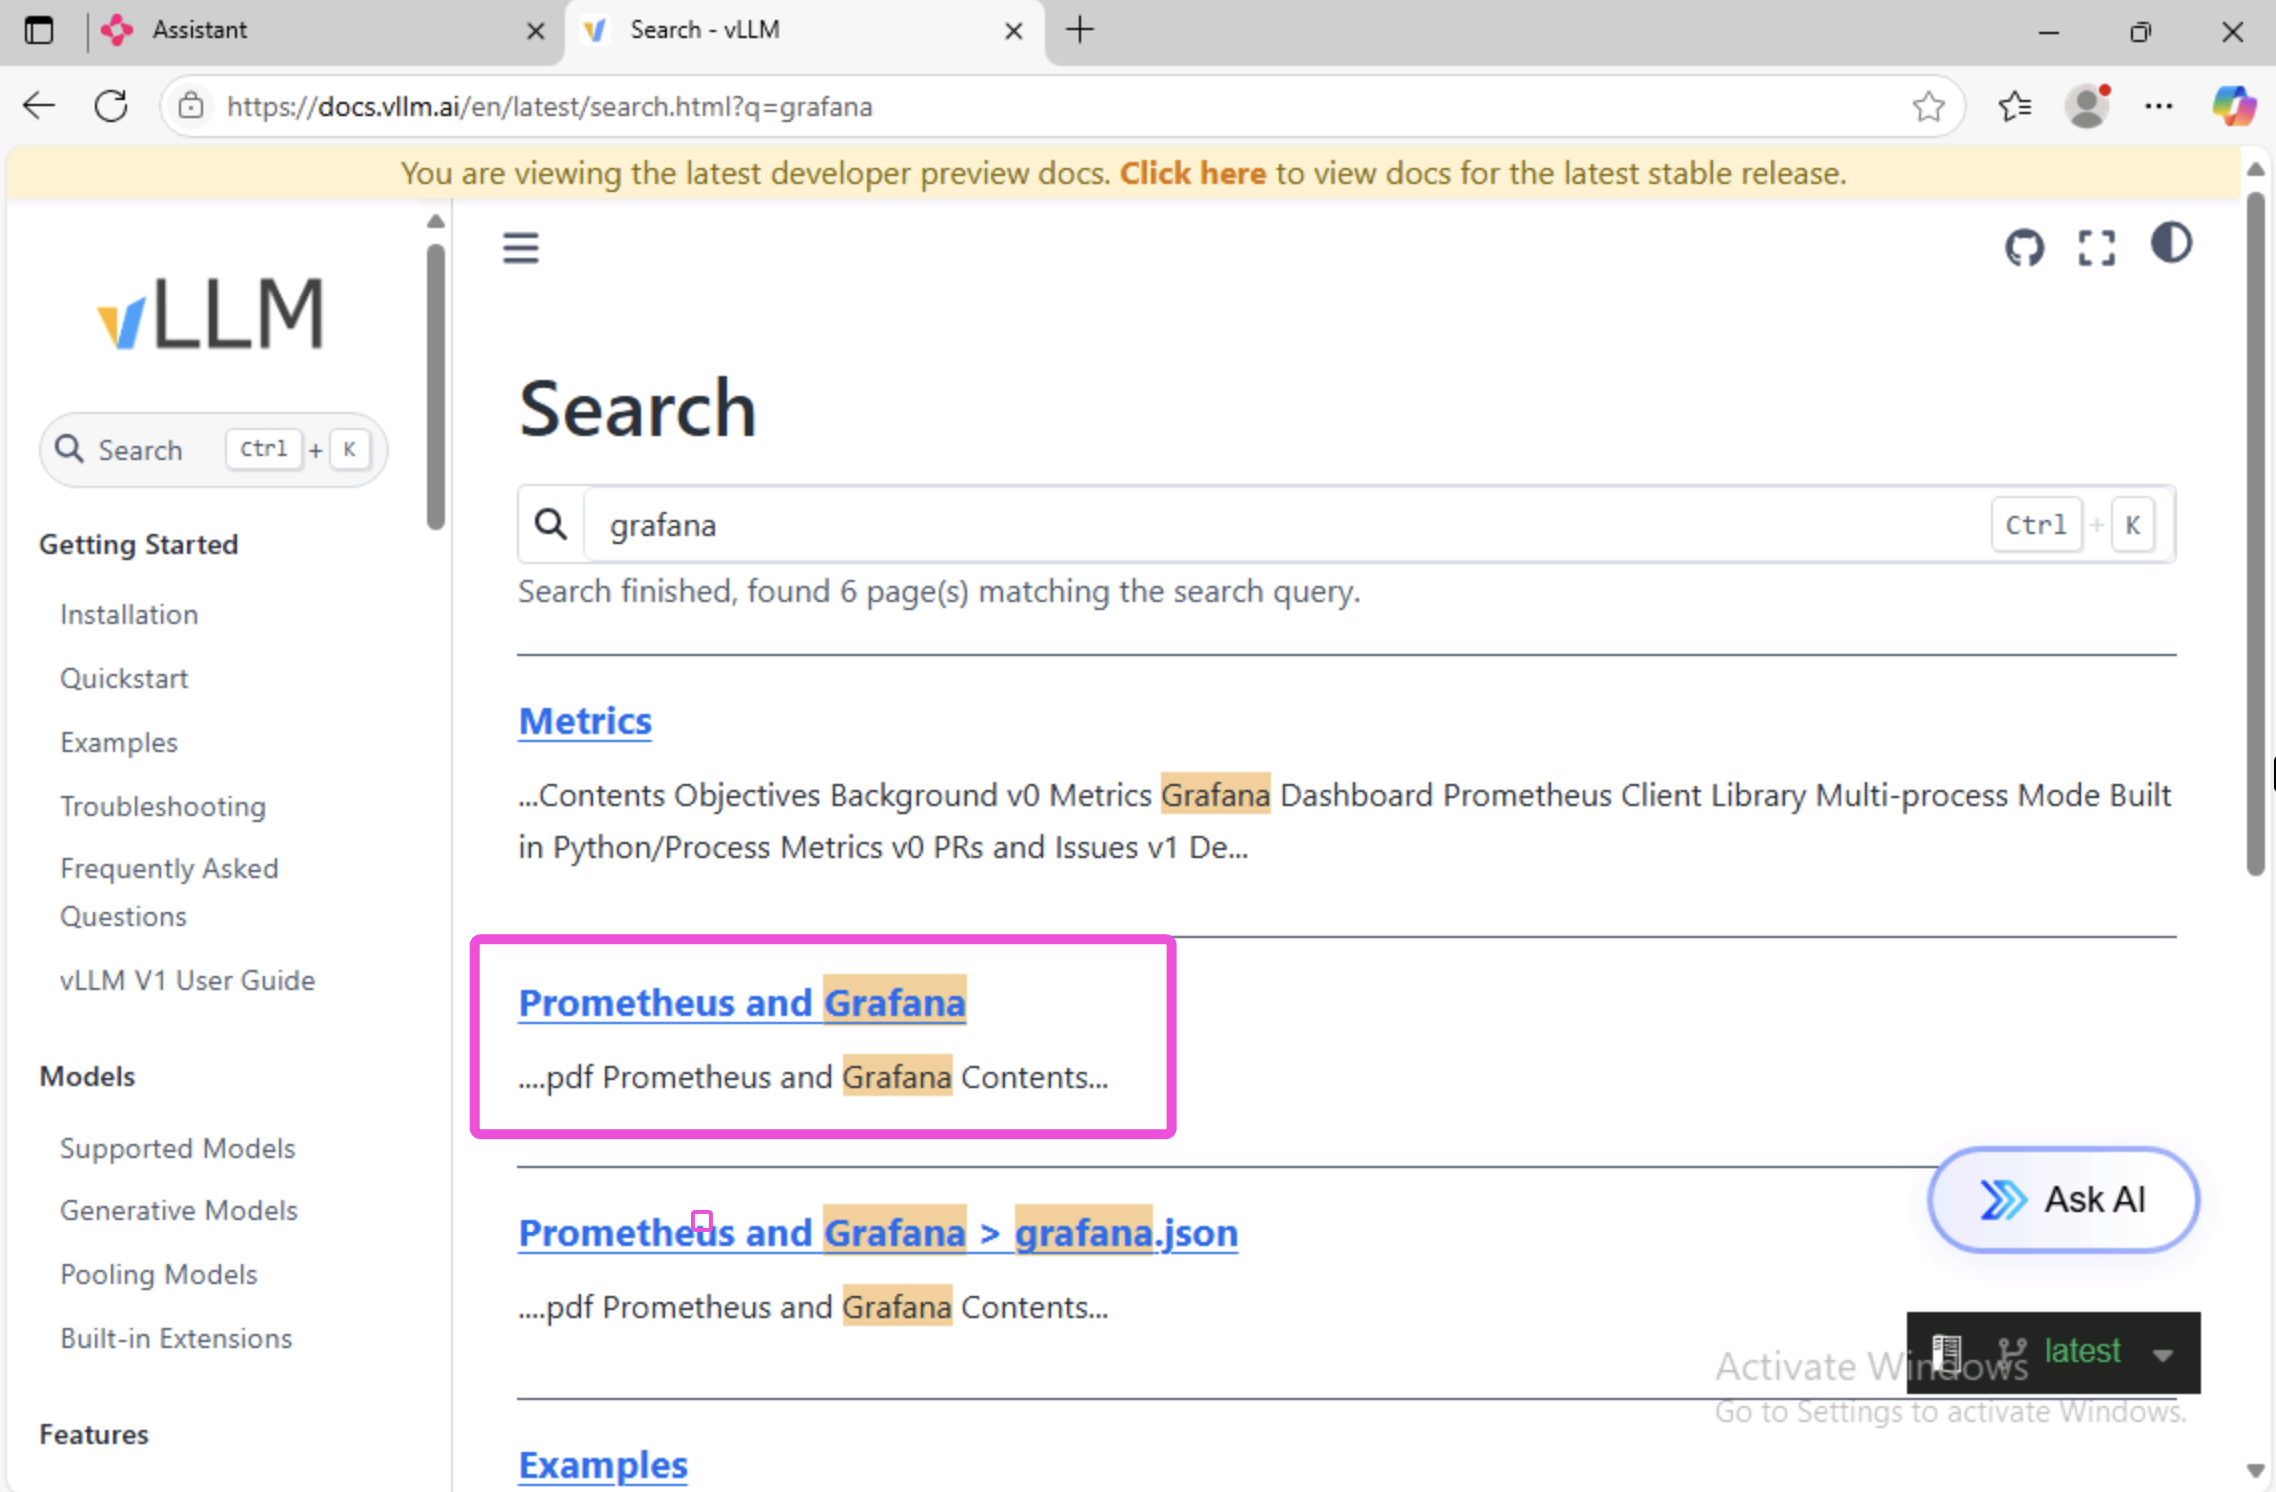 Assistant
Search - vLLM
https://docs.vllm.ai/en/latest/search.html?q=grafana
You are viewing the latest developer preview docs. Click here to view docs for the latest stable release.
vLLM
Search Ctrl + K
Getting Started
Installation
Quickstart
Examples
Troubleshooting
Frequently Asked
Questions
vLLM V1 User Guide
Models
Supported Models
Generative Models
Pooling Models
Built-in Extensions
Features
Search
grafana Ctrl + K
Search finished, found 6 page(s) matching the search query.
Metrics
...Contents Objectives Background v0 Metrics Grafana Dashboard Prometheus Client Library Multi-process Mode Built
in Python/Process Metrics v0 PRs and Issues v1 De...
Prometheus and Grafana
....pdf Prometheus and Grafana Contents...
Prometheus and Grafana > grafana.json
....pdf Prometheus and Grafana Contents...
Examples
Ask AI
latest
Activate Windows
Go to Settings to activate Windows.